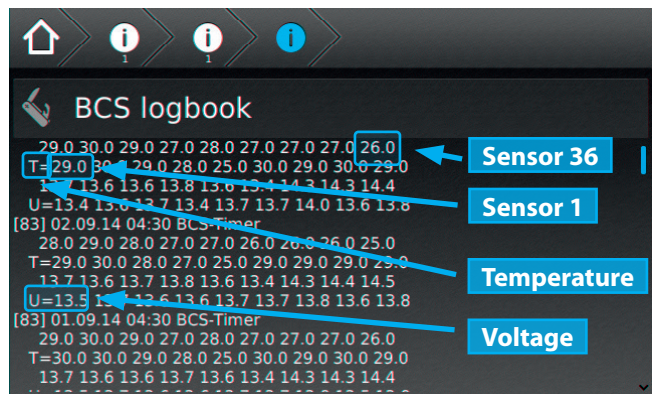 1 1
BCS logbook
29.0 30.0 29.0 27.0 28.0 27.0 27.0 27.0 26.0
Sensor 36
T=29.0 30.0 29.0 28.0 25.0 30.0 29.0 30.0 29.0
13.7 13.6 13.6 13.8 13.6 13.4 14.3 14.3 14.4
U=13.4 13.6 13.7 13.4 13.7 13.7 14.0 13.6 13.8
Sensor 1
[83] 02.09.14 04:30 BCS-Timer
28.0 29.0 28.0 27.0 27.0 26.0 26.0 26.0 25.0
T=29.0 30.0 28.0 27.0 25.0 29.0 29.0 29.0 29.0
Temperature
13.7 13.6 13.7 13.8 13.6 13.4 14.3 14.4 14.5
U=13.5 13.6 13.6 13.7 13.7 13.8 13.6 13.8
[83] 01.09.14 04:30 BCS-Timer
Voltage
29.0 30.0 29.0 27.0 28.0 27.0 27.0 27.0 26.0
T=30.0 30.0 29.0 28.0 25.0 30.0 29.0 30.0 29.0
13.7 13.6 13.6 13.7 13.6 13.4 14.3 14.3 14.4